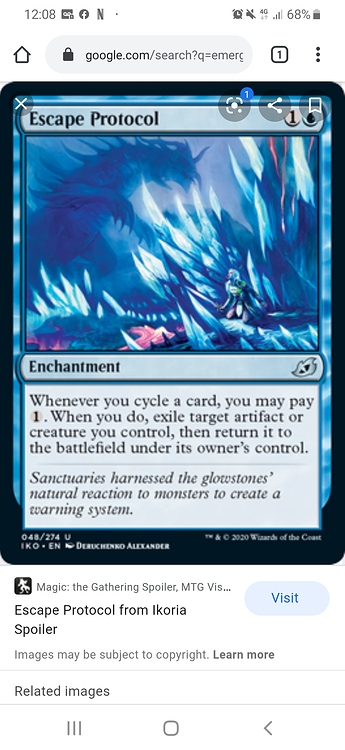 12:08 N · 4G 68%
google.com/search?q=emerg 1
1
Escape Protocol 1
Enchantment
Whenever you cycle a card, you may pay
1. When you do, exile target artifact or
creature you control, then return it to
the battlefield under its owner's control.
Sanctuaries harnessed the glowstones'
natural reaction to monsters to create a
warning system.
048/274 U
IKO • EN Deruchenko Alexander
™ & © 2020 Wizards of the Coast
Magic: the Gathering Spoiler, MTG Vis...
Visit
Escape Protocol from Ikoria
Spoiler
Images may be subject to copyright. Learn more
Related images